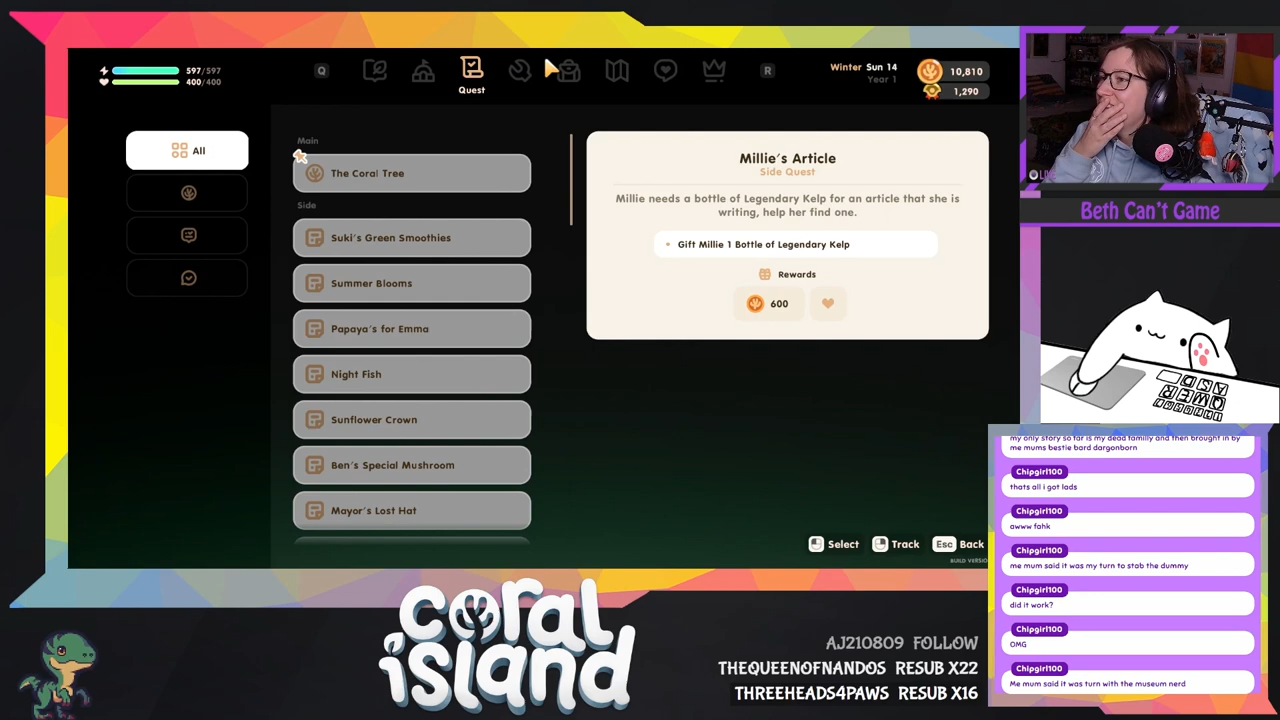 597/597
400/400
Q
R
Quest
Winter Sun 14
Year 1
10,810
1,290
All
Main
The Coral Tree
Side
Suki's Green Smoothies
Summer Blooms
Papaya's for Emma
Night Fish
Sunflower Crown
Ben's Special Mushroom
Mayor's Lost Hat
Millie's Article
Side Quest
Millie needs a bottle of Legendary Kelp for an article that she is
writing, help her find one.
Gift Millie 1 Bottle of Legendary Kelp
Rewards
600
Select
Track
Esc Back
BUILD VERSIO
LIVE
Beth Can't Game
my only story so far is my dead familly and then brought in by
me mums bestie bard dargonborn
Chipgirl100
thats all i got lads
Chipgirl100
awww fahk
Chipgirl100
me mum said it was my turn to stab the dummy
Chipgirl100
did it work?
Chipgirl100
OMG
Chipgirl100
Me mum said it was turn with the museum nerd
coral
island
AJ210809 FOLLOW
THEQUEENOFNANDOS RESUB X22
THREEHEADS4PAWS RESUB X16